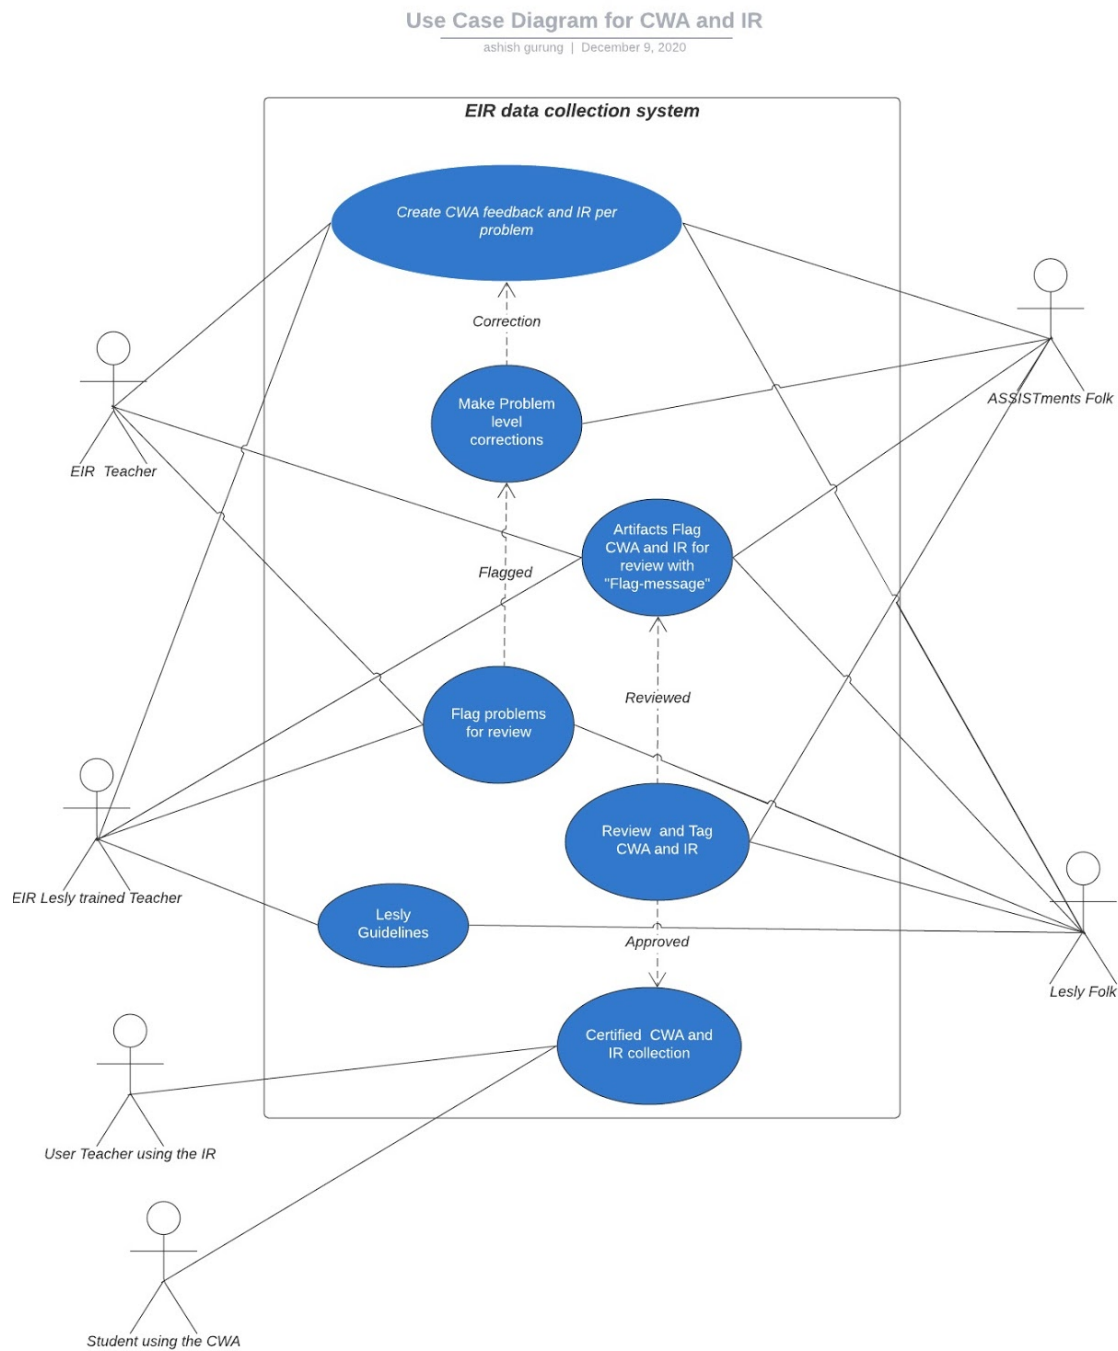 Use Case Diagram for CWA and IR
ashish gurung | December 9, 2020
EIR data collection system
Create CWA feedback and IR per
problem
Correction
Make Problem
level
corrections
ASSISTments Folk
EIR Teacher
Artifacts Flag
CWA and IR for
review with
"Flag-message"
Flagged
Reviewed
Flag problems
for review
Review and Tag
CWA and IR
EIR Lesly trained Teacher
Lesly
Guidelines
Approved
Lesly Folk
Certified CWA and
IR collection
User Teacher using the IR
Student using the CWA